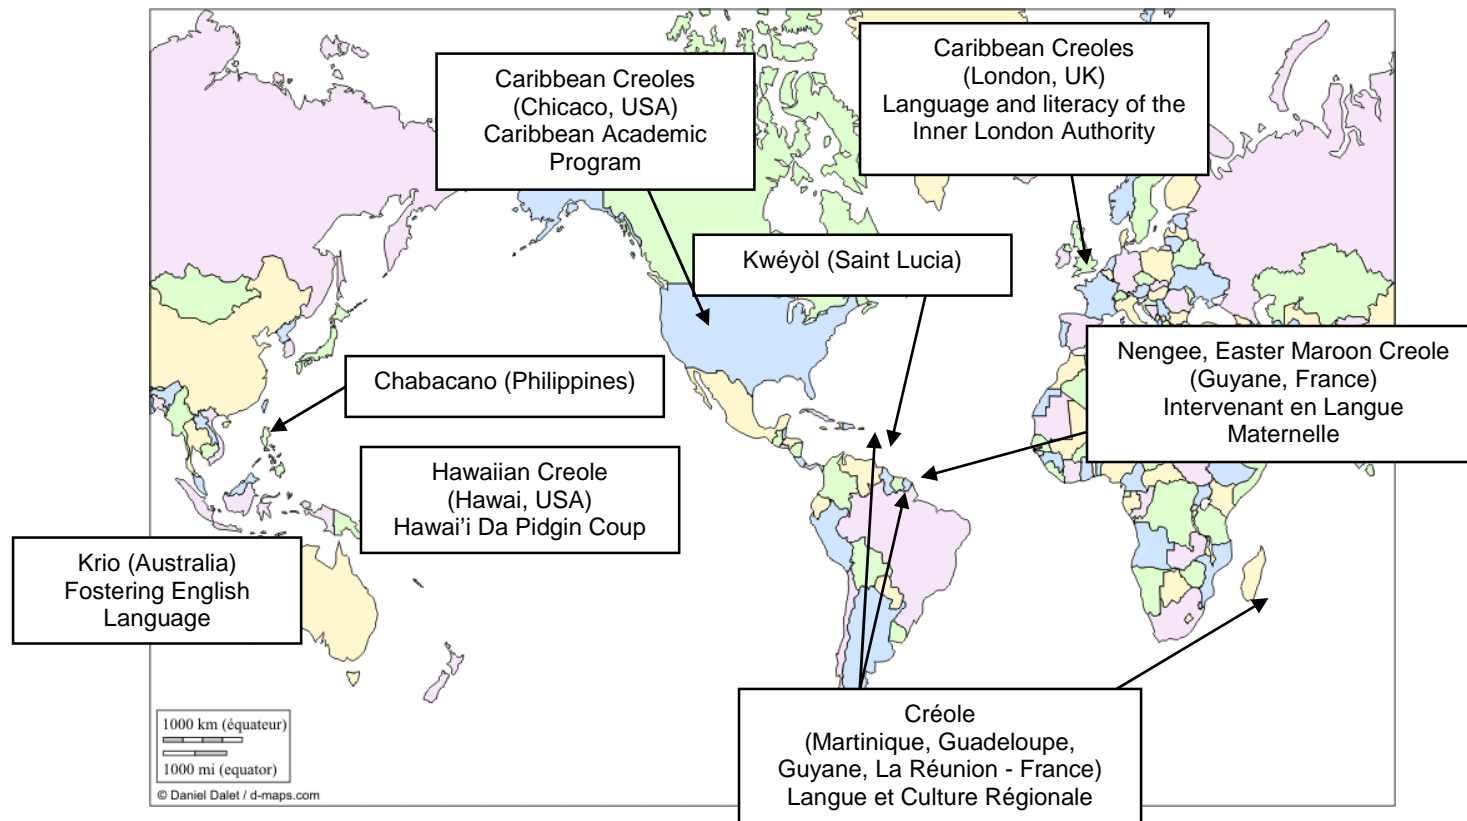 Caribbean Creoles
(Chicaco, USA)
Caribbean Academic
Program
Caribbean Creoles
(London, UK)
Language and literacy of the
Inner London Authority
Kwéyòl (Saint Lucia)
Chabacano (Philippines)
Nengee, Easter Maroon Creole
(Guyane, France)
Intervenant en Langue
Maternelle
Hawaiian Creole
(Hawai, USA)
Hawai’i Da Pidgin Coup
Krio (Australia)
Fostering English
Language
Créole
(Martinique, Guadeloupe,
Guyane, La Réunion - France)
Langue et Culture Régionale
1000 km (équateur)
1000 mi (equator)
© Daniel Dalet / d-maps.com